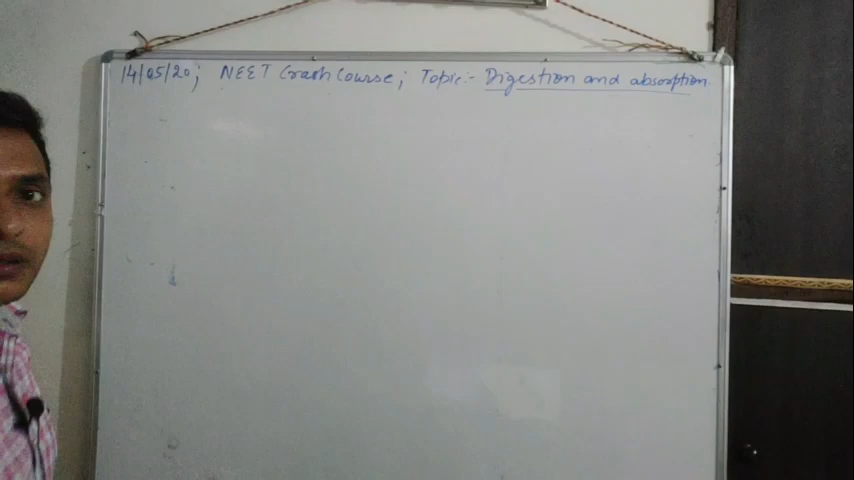 14/05/20; NEET Crash Course; Topic:- Digestion and absorption.